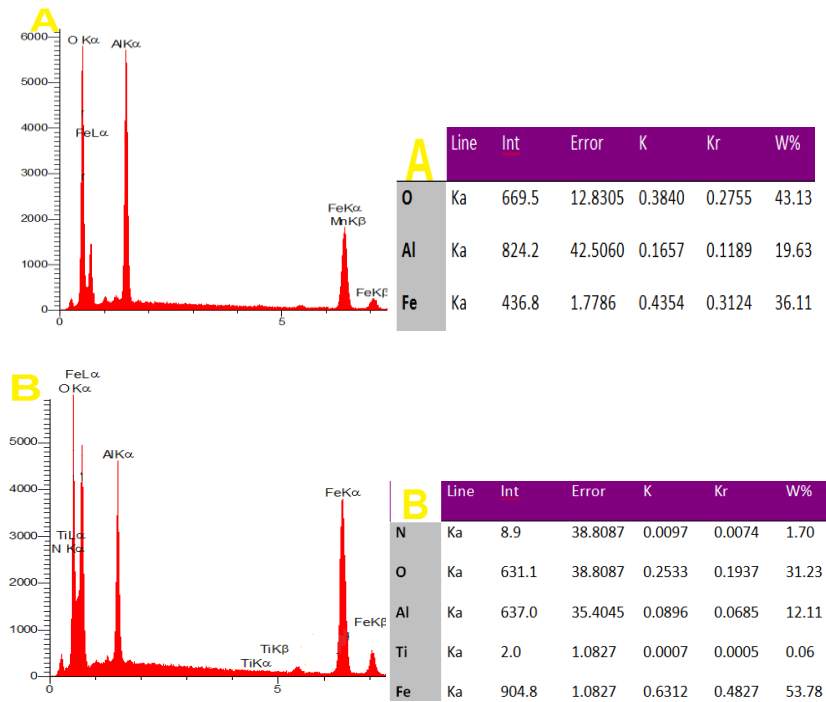 A
6000
5000
4000
3000
2000
1000
0
O Kα
AlKα
FeLα
FeKα
MnKβ
FeKβ
0
5
A Line Int Error K Kr W%
O Ka 669.5 12.8305 0.3840 0.2755 43.13
Al Ka 824.2 42.5060 0.1657 0.1189 19.63
Fe Ka 436.8 1.7786 0.4354 0.3124 36.11
B
FeLα
O Kα
5000
4000
3000
2000
1000
0
AlKα
TiLα
N Kα
FeKα
FeKβ
TiKβ
TiKα
0
5
B Line Int Error K Kr W%
N Ka 8.9 38.8087 0.0097 0.0074 1.70
O Ka 631.1 38.8087 0.2533 0.1937 31.23
Al Ka 637.0 35.4045 0.0896 0.0685 12.11
Ti Ka 2.0 1.0827 0.0007 0.0005 0.06
Fe Ka 904.8 1.0827 0.6312 0.4827 53.78